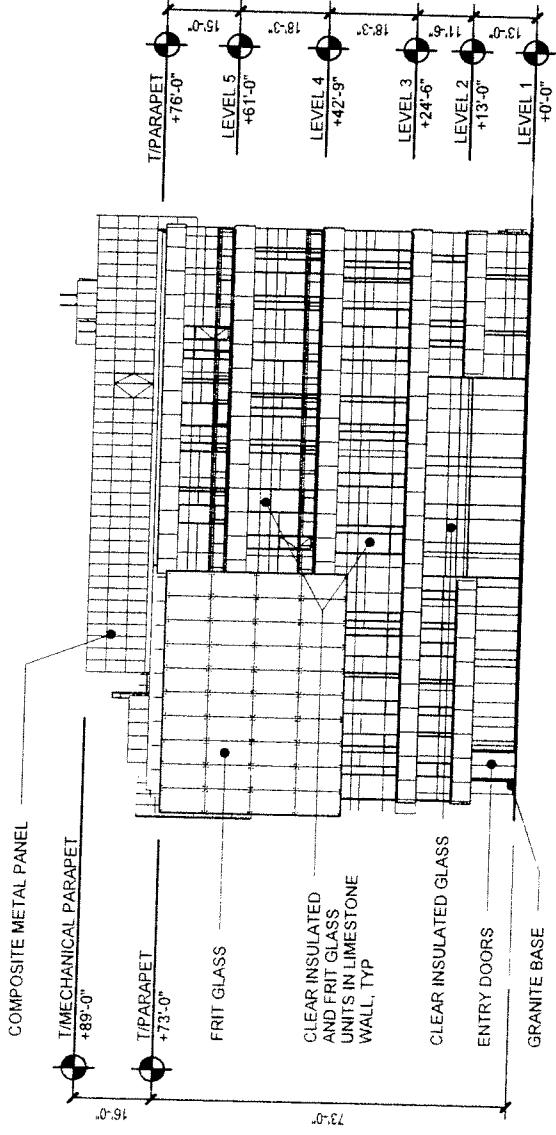 COMPOSITE METAL PANEL
T/MECHANICAL PARAPET
+89'-0"
T/PARAPET
+73'-0"
16'-0"
73'-0"
FRIT GLASS
CLEAR INSULATED
AND FRIT GLASS
UNITS IN LIMESTONE
WALL, TYP
CLEAR INSULATED GLASS
ENTRY DOORS
GRANITE BASE
T/PARAPET
+76'-0"
LEVEL 5
+61'-0"
LEVEL 4
+42'-9"
LEVEL 3
+24'-6"
LEVEL 2
+13'-0"
LEVEL 1
+0'-0"
15'-0"
18'-3"
18'-3"
11'-6"
13'-0"